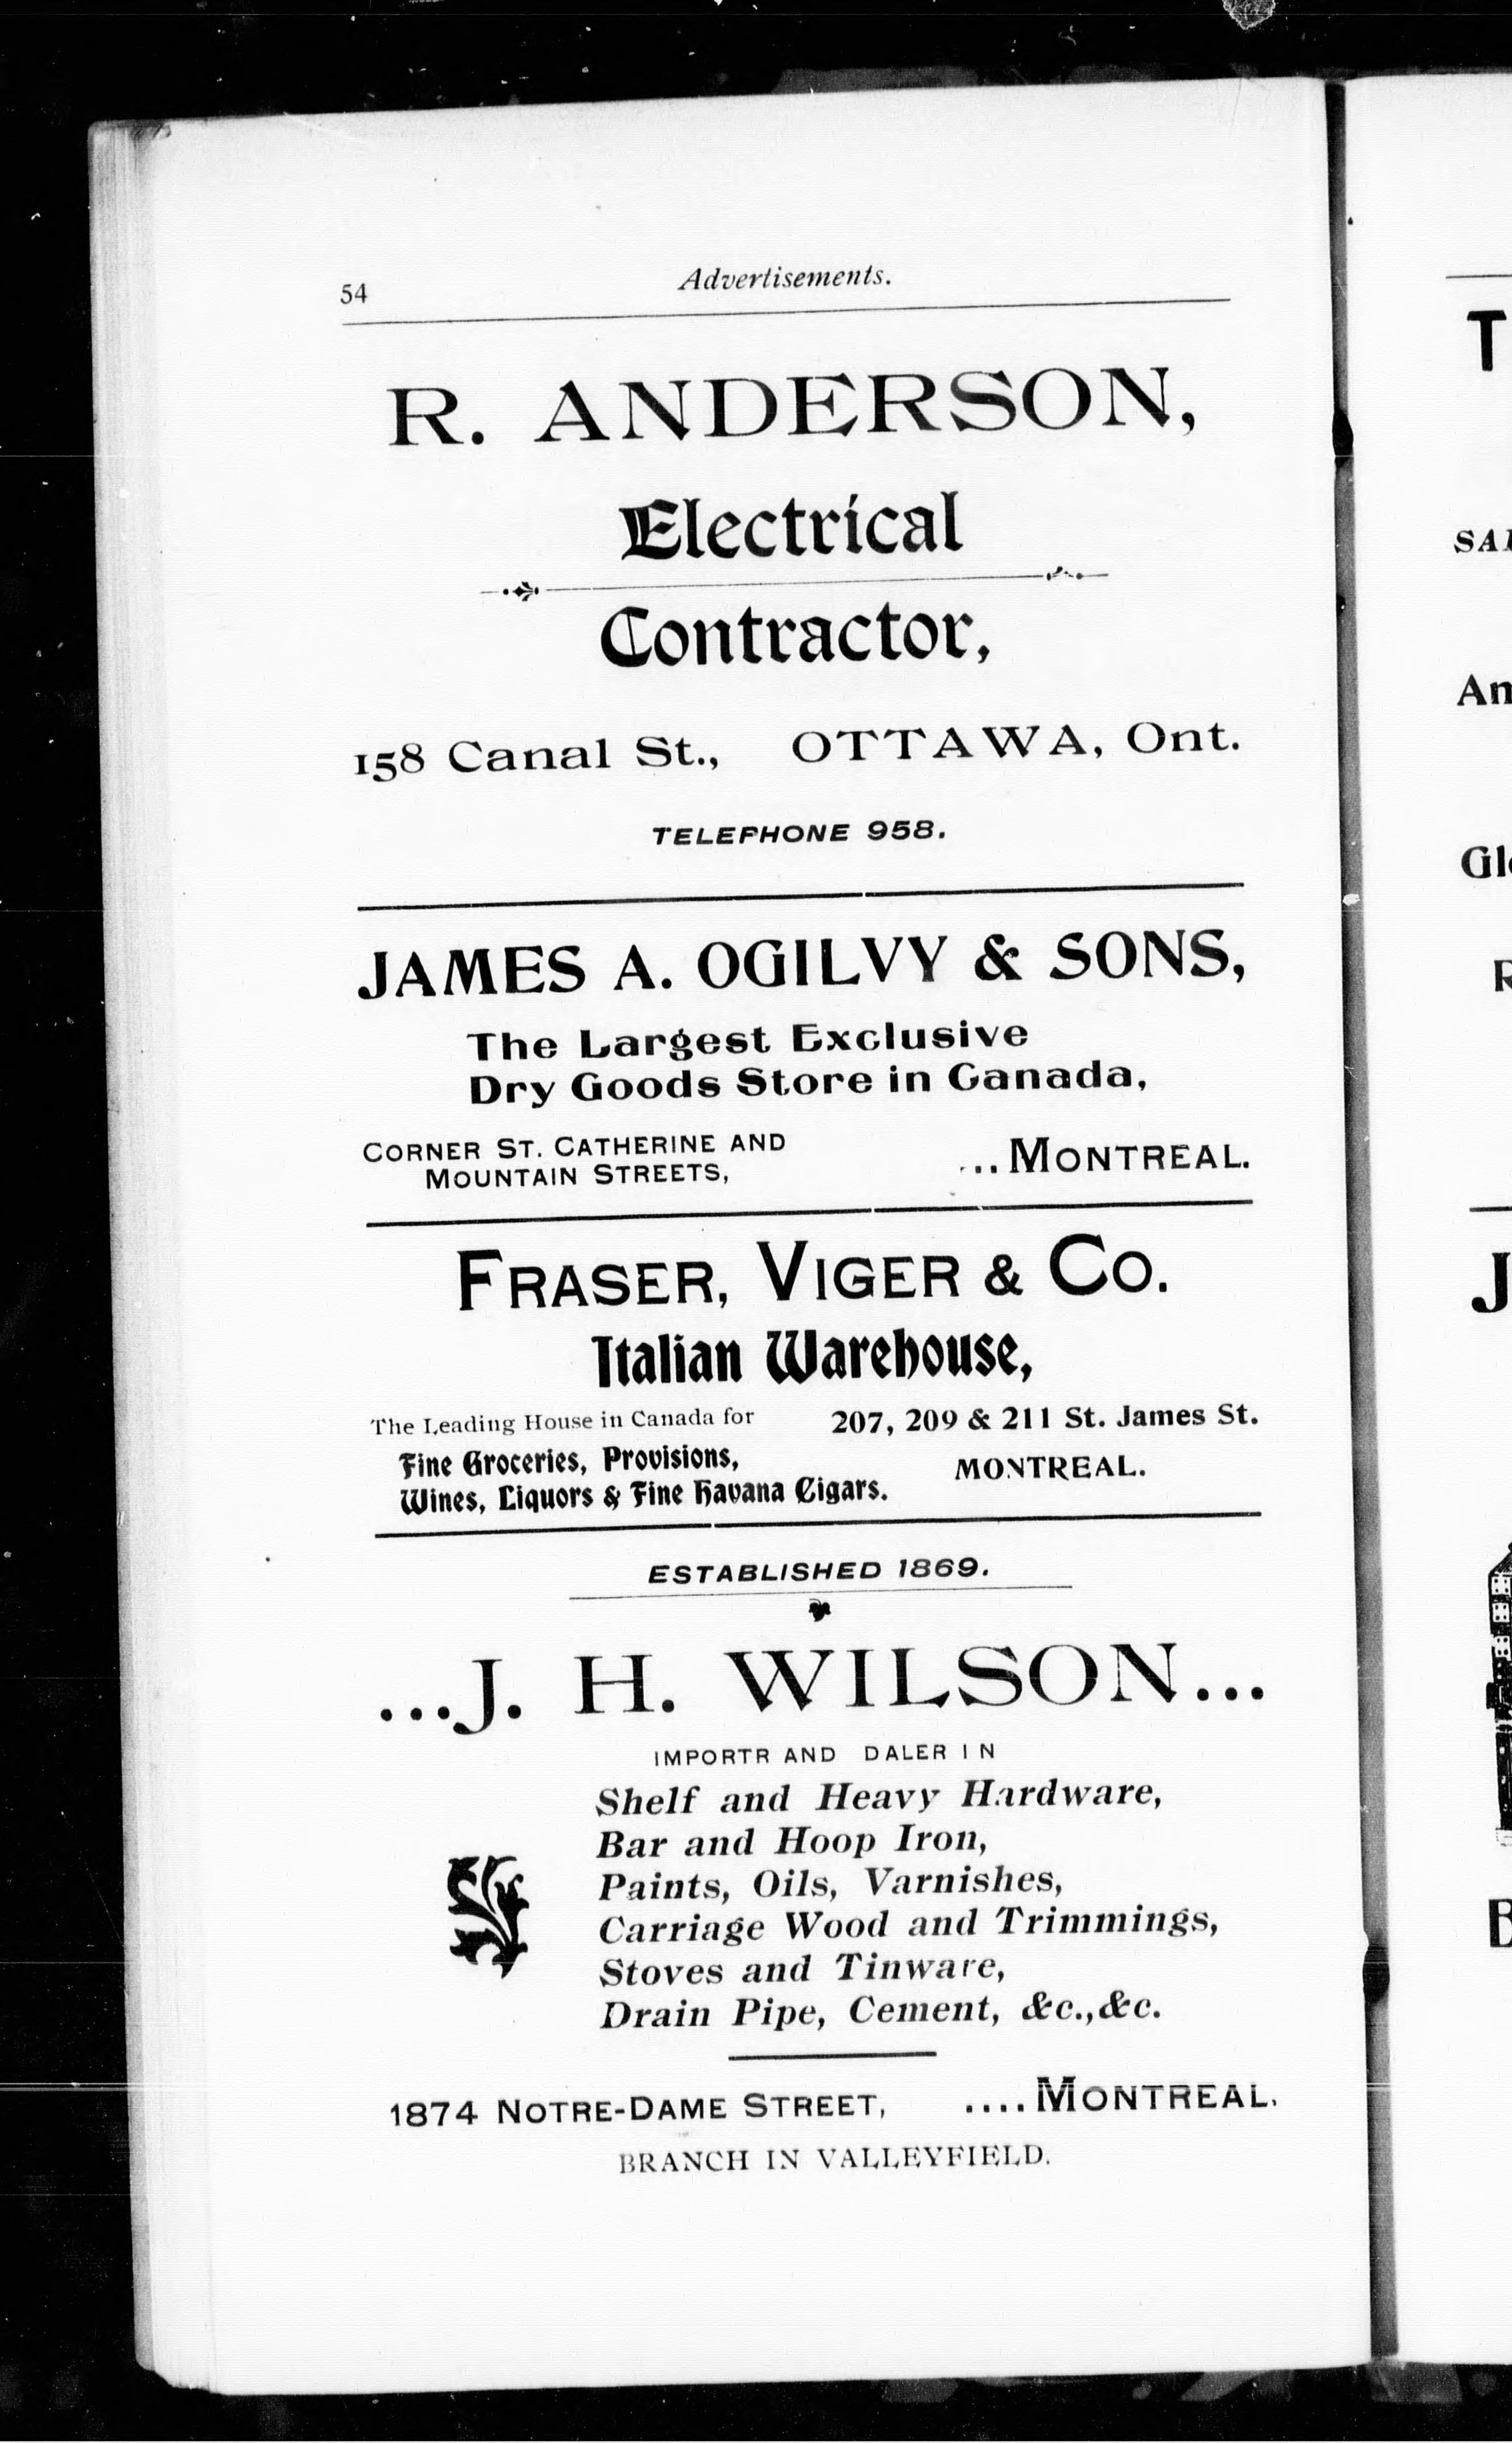 54
Advertisements.
R. ANDERSON,
Electrical
Contractor,
158 Canal St., OTTAWA, Ont.
TELEPHONE 958.
JAMES A. OGILVY & SONS,
The Largest Exclusive
Dry Goods Store in Canada,
CORNER ST. CATHERINE AND
MOUNTAIN STREETS,
...MONTREAL.
FRASER, VIGER & CO.
Italian Warehouse,
The Leading House in Canada for
Fine Groceries, Provisions,
Wines, Liquors & Fine Havana Cigars.
207, 209 & 211 St. James St.
MONTREAL.
ESTABLISHED 1869.
...J. H. WILSON...
IMPORTR AND DALER IN
Shelf and Heavy Hardware,
Bar and Hoop Iron,
Paints, Oils, Varnishes,
Carriage Wood and Trimmings,
Stoves and Tinware,
Drain Pipe, Cement, &c.,&c.
1874 NOTRE-DAME STREET, ....MONTREAL.
BRANCH IN VALLEYFIELD.